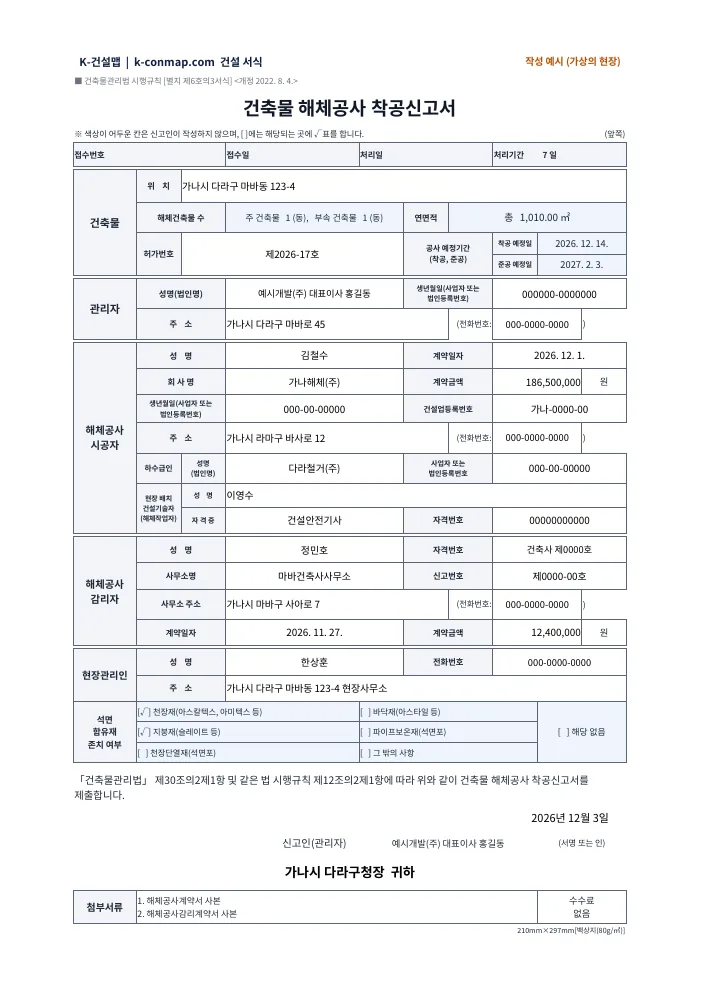 K-건설맵 | k-conmap.com 건설 서식
작성 예시 (가상의 현장)
■ 건축물관리법 시행규칙 [별지 제6호의3서식] <개정 2022. 8. 4.>
건축물 해체공사 착공신고서
※ 색상이 어두운 칸은 신고인이 작성하지 않으며, [ ]에는 해당되는 곳에 √표를 합니다.
(앞쪽)
접수번호 접수일 처리일 처리기간 7 일
건축물
위 치 가나시 다라구 마바동 123-4
해체건축물 수 주 건축물 1 (동), 부속 건축물 1 (동) 연면적 총 1,010.00 ㎡
허가번호 제2026-17호
공사 예정기간
(착공, 준공)
착공 예정일 2026. 12. 14.
준공 예정일 2027. 2. 3.
관리자
성명(법인명) 예시개발(주) 대표이사 홍길동
생년월일(사업자 또는
법인등록번호)
000000-0000000
주 소 가나시 다라구 마바로 45 (전화번호: 000-0000-0000 )
해체공사
시공자
성 명 김철수 계약일자 2026. 12. 1.
회 사 명 가나해체(주) 계약금액 186,500,000 원
생년월일(사업자 또는
법인등록번호)
000-00-00000 건설업등록번호 가나-0000-00
주 소 가나시 라마구 바사로 12 (전화번호: 000-0000-0000 )
하수급인
성명
(법인명)
다라철거(주)
사업자 또는
법인등록번호
000-00-00000
현장 배치
건설기술자
(해체작업자)
성 명 이영수
자 격 증 건설안전기사 자격번호 00000000000
해체공사
감리자
성 명 정민호 자격번호 건축사 제0000호
사무소명 마바건축사사무소 신고번호 제0000-00호
사무소 주소 가나시 마바구 사아로 7 (전화번호: 000-0000-0000 )
계약일자 2026. 11. 27. 계약금액 12,400,000 원
현장관리인
성 명 한상훈 전화번호 000-0000-0000
주 소 가나시 다라구 마바동 123-4 현장사무소
석면
함유재
존치 여부
[√] 천장재(아스칼텍스, 아미텍스 등) [ ] 바닥재(아스타일 등)
[√] 지붕재(슬레이트 등) [ ] 파이프보온재(석면포) [ ] 해당 없음
[ ] 천장단열재(석면포) [ ] 그 밖의 사항
「건축물관리법」 제30조의2제1항 및 같은 법 시행규칙 제12조의2제1항에 따라 위와 같이 건축물 해체공사 착공신고서를
제출합니다.
2026년 12월 3일
신고인(관리자) 예시개발(주) 대표이사 홍길동 (서명 또는 인)
가나시 다라구청장 귀하
첨부서류
1. 해체공사계약서 사본
2. 해체공사감리계약서 사본
수수료
없음
210mm×297mm[백상지(80g/㎡)]